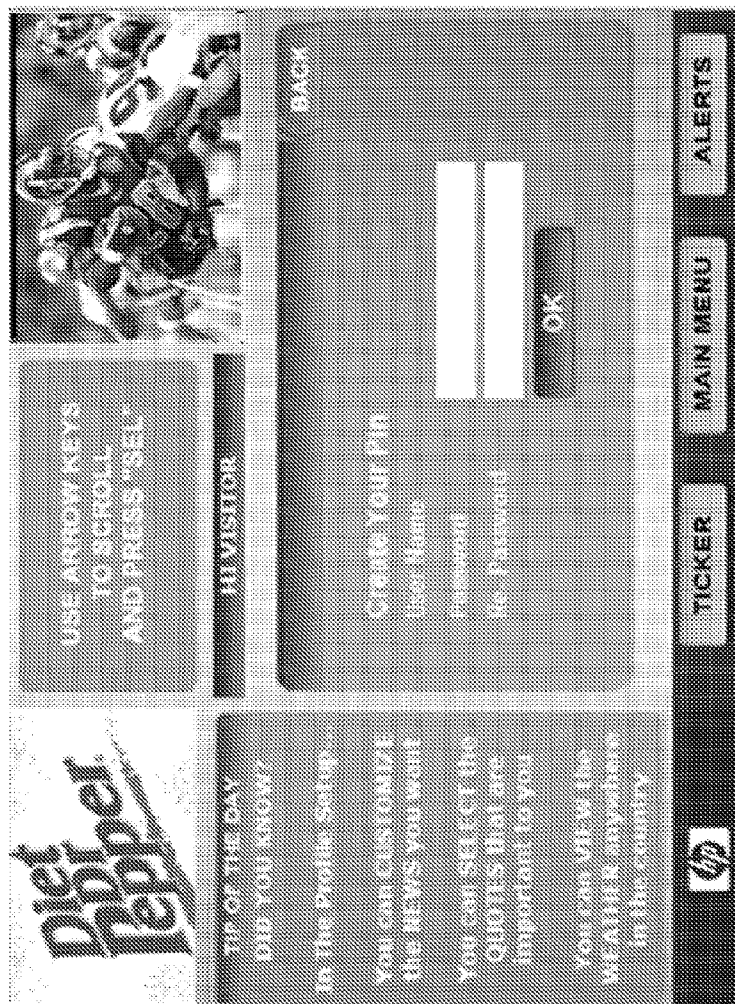 Diet
Dr
Pepper
USE ARROW KEYS
TO SCROLL
AND PRESS "SEL"
HI VISITOR
TIP OF THE DAY
DID YOU KNOW?
In the Profile Setup...
You can CUSTOMIZE
the NEWS you want
You can SELECT the
QUOTES that are
important to you
You can VIEW the
WEATHER anywhere
in the country
BACK
Create Your Pin
User Name
Password
Re- Password
OK
hp
TICKER
MAIN MENU
ALERTS